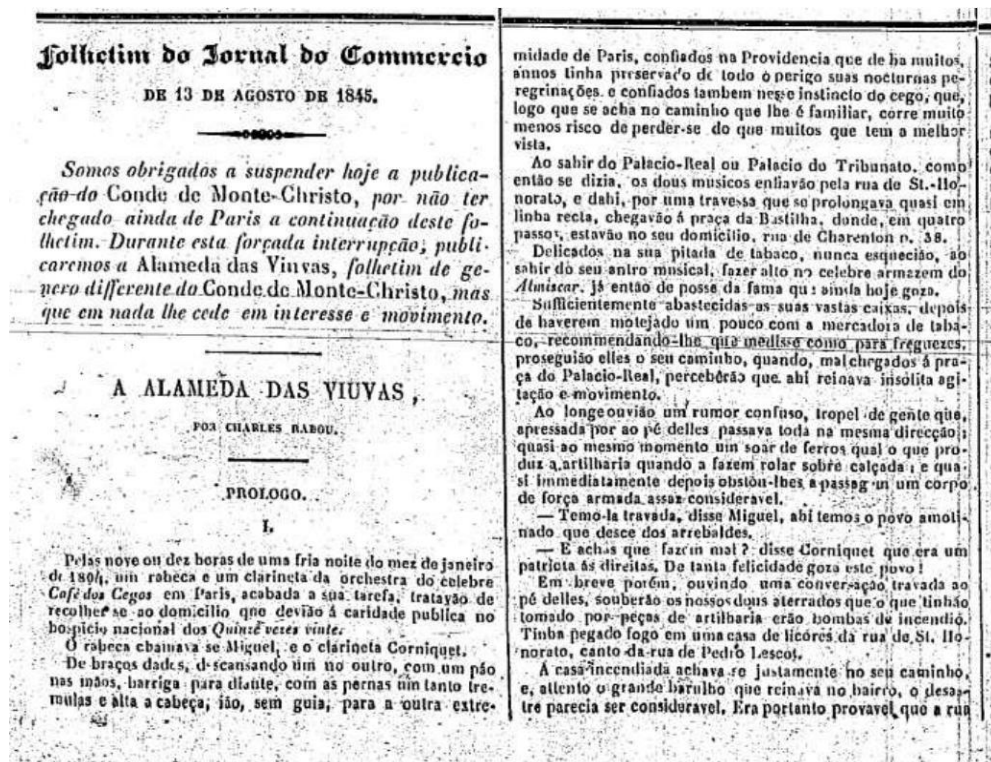 Folhetim do Jornal do Commercio
DE 13 DE AGOSTO DE 1845.
Somos obrigados a suspender hoje a publica-
ção do Conde de Monte-Christo, por não ter
chegado ainda de Paris a continuação deste fo-
lhetim. Durante esta forçada interrupção, publi-
caremos a Alameda das Viuvas, folhetim de ge-
nero differente do Conde de Monte-Christo, mas
que em nada lhe cede em interesse e movimento.
A ALAMEDA DAS VIUVAS,
POR CHARLES RABOU.
PROLOGO.
I.
Pelas nove ou dez horas de uma fria noite do mez de janeiro
de 1804, um rabeca e um clarineta da orchestra do celebre
Café dos Cegos em Paris, acabada a sua tarefa, tratavão de
recolher-se ao domicilio que devião á caridade publica no
hospicio nacional dos Quinze vezes vinte.
O rabeca chamava se Miguel, e o clarineta Corniquet.
De braços dados, descansando um no outro, com um páo
nas mãos, barriga para diante, com as pernas um tanto tre-
mulas e alta a cabeça, ião, sem guia, para a outra extre-
midade de Paris, confiados na Providencia que de ha muitos
annos tinha preservado de todo o perigo suas nocturnas pe-
regrinações, e confiados tambem nesse instincto do cego, que,
logo que se acha no caminho que lhe é familiar, corre muito
menos risco de perder-se do que muitos que tem a melhor
vista.
Ao sahir do Palacio-Real ou Palacio do Tribunato, como
então se dizia, os dous musicos enfiavão pela rua de St.-Ho-
norato, e dahi, por uma travessa que se prolongava quasi em
linha recta, chegavão á praça da Bastilha, donde, em quatro
passos, estavão no seu domicilio, rua de Charenton n. 38.
Delicados na sua pitada de tabaco, nunca esquecião, ao
sahir do seu antro musical, fazer alto no celebre armazem do
Almiscar, já então de posse da fama que ainda hoje goza.
Sufficientemente abastecidas as suas vastas caixas, depois
de haverem motejado um pouco com a mercadora de taba-
co, recommendando-lhe que medisse como para freguezes,
proseguião elles o seu caminho, quando, mal chegados á pra-
ça do Palacio-Real, perceberão que ahi reinava insolita agi-
tação e movimento.
Ao longe ouvião um rumor confuso, tropel de gente que,
apressada por ao pé delles passava toda na mesma direcção;
quasi ao mesmo momento um soar de ferros qual o que pro-
duz a artilharia quando a fazem rolar sobre calçada; e qua-
si immediatamente depois obstou-lhes a passagem um corpo
de força armada assaz consideravel.
— Temo-la travada, disse Miguel, ahi temos o povo amoti-
nado que desce dos arrebaldes.
— E achas que fazem mal? disse Corniquet que era um
patriota ás direitas. De tanta felicidade goza este povo!
Em breve porém, ouvindo uma conversação travada ao
pé delles, souberão os nossos dous aterrados que o que tinhão
tomado por peças de artilharia erão bombas de incendio.
Tinha pegado fogo em uma casa de licôres da rua de St. Ho-
norato, canto da rua de Pedro Lescot.
A casa incendiada achava-se justamente no seu caminho,
e, attento o grande barulho que reinava no bairro, o desas-
tre parecia ser consideravel. Era portanto provavel que a rua